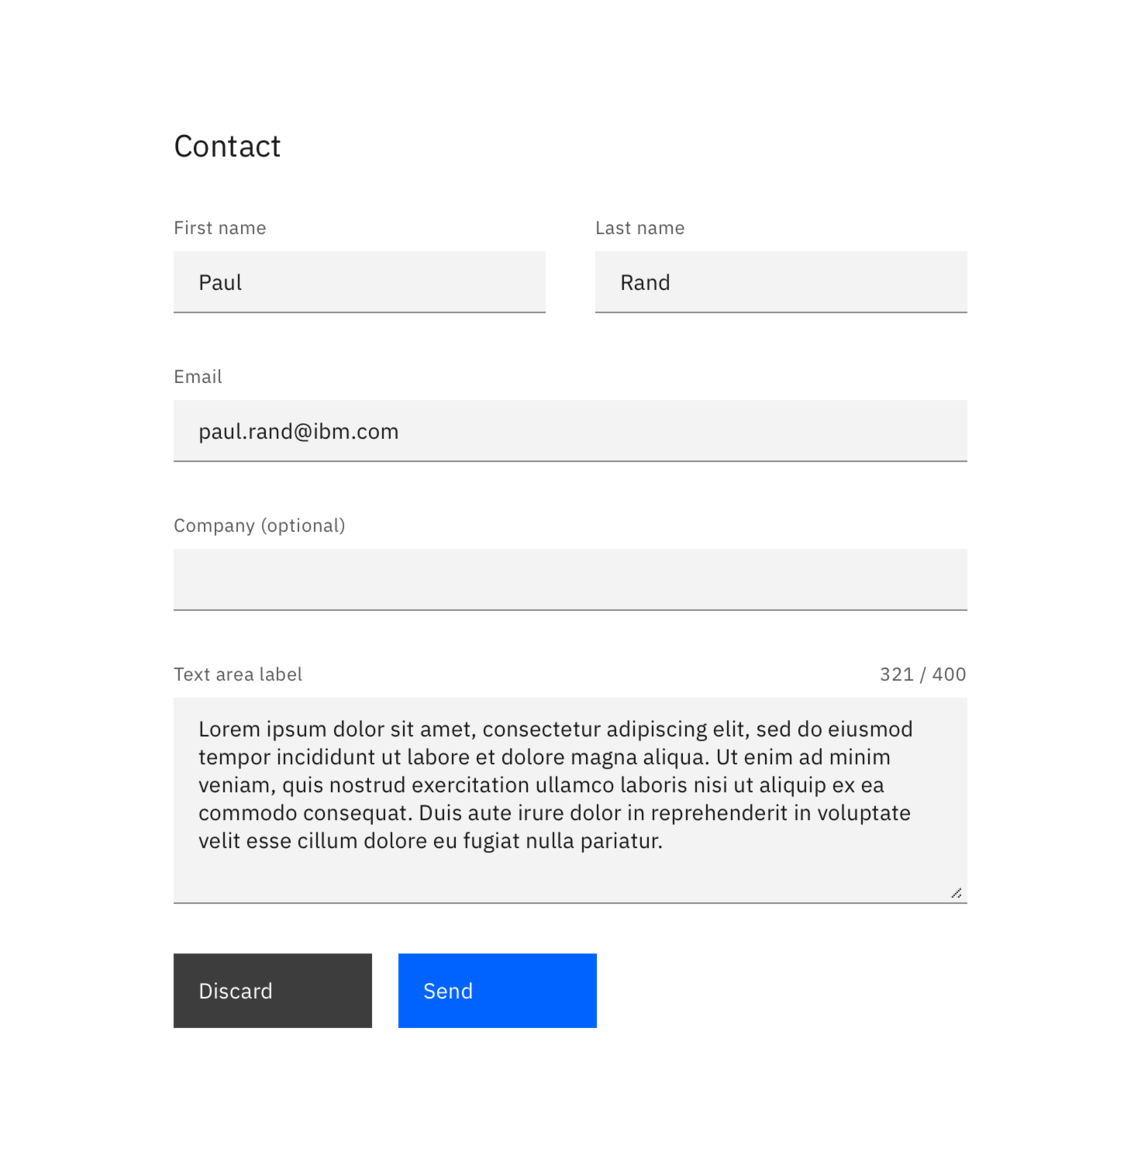 Contact
First name
Last name
Paul
Rand
Email
paul.rand@ibm.com
Company (optional)
Text area label
321 / 400
Lorem ipsum dolor sit amet, consectetur adipiscing elit, sed do eiusmod
tempor incididunt ut labore et dolore magna aliqua. Ut enim ad minim
veniam, quis nostrud exercitation ullamco laboris nisi ut aliquip ex ea
commodo consequat. Duis aute irure dolor in reprehenderit in voluptate
velit esse cillum dolore eu fugiat nulla pariatur.
Discard
Send